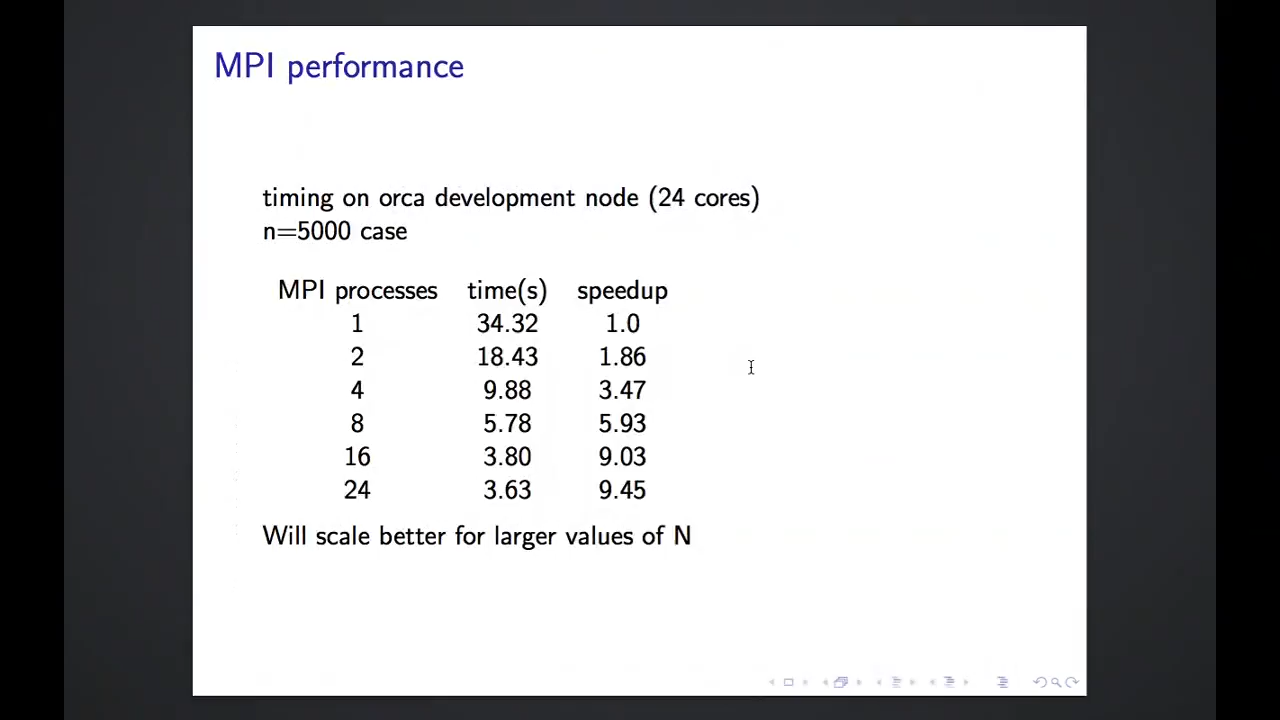 MPI performance
timing on orca development node (24 cores)
n=5000 case
MPI processes time(s) speedup
1 34.32 1.0
2 18.43 1.86
4 9.88 3.47
8 5.78 5.93
16 3.80 9.03
24 3.63 9.45
Will scale better for larger values of N